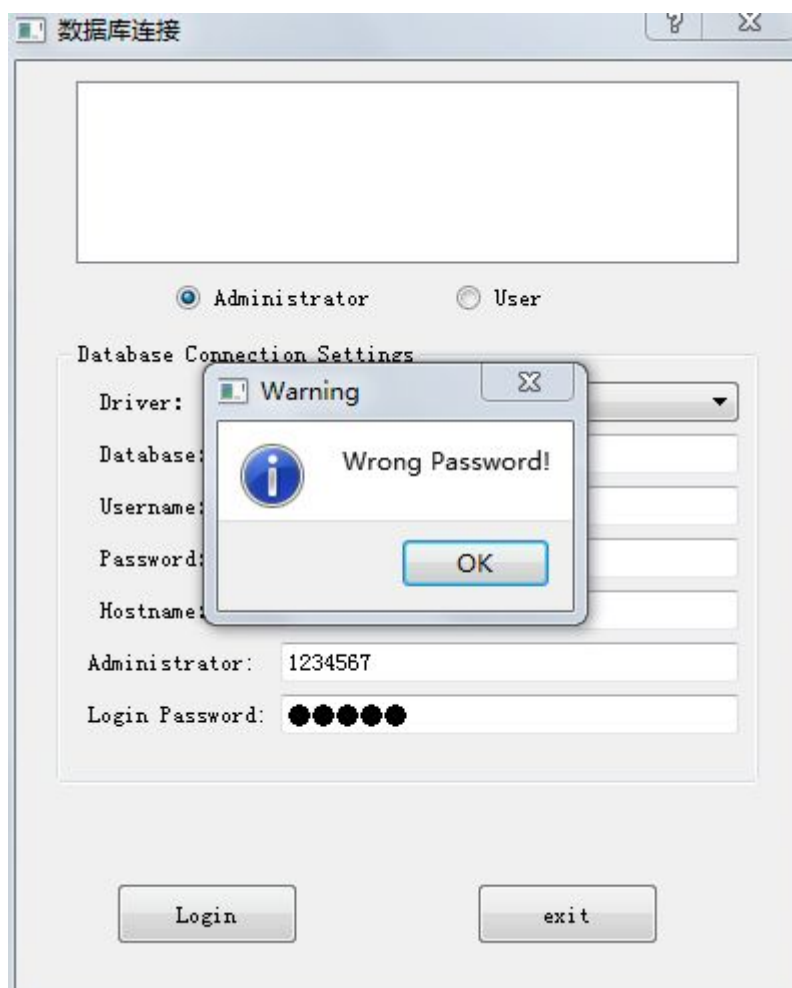 数据库连接
Administrator User
Database Connection Settings
Warning
Driver:
Database:
Wrong Password!
Username:
Password:
OK
Hostname:
Administrator: 1234567
Login Password: ●●●●●
Login exit